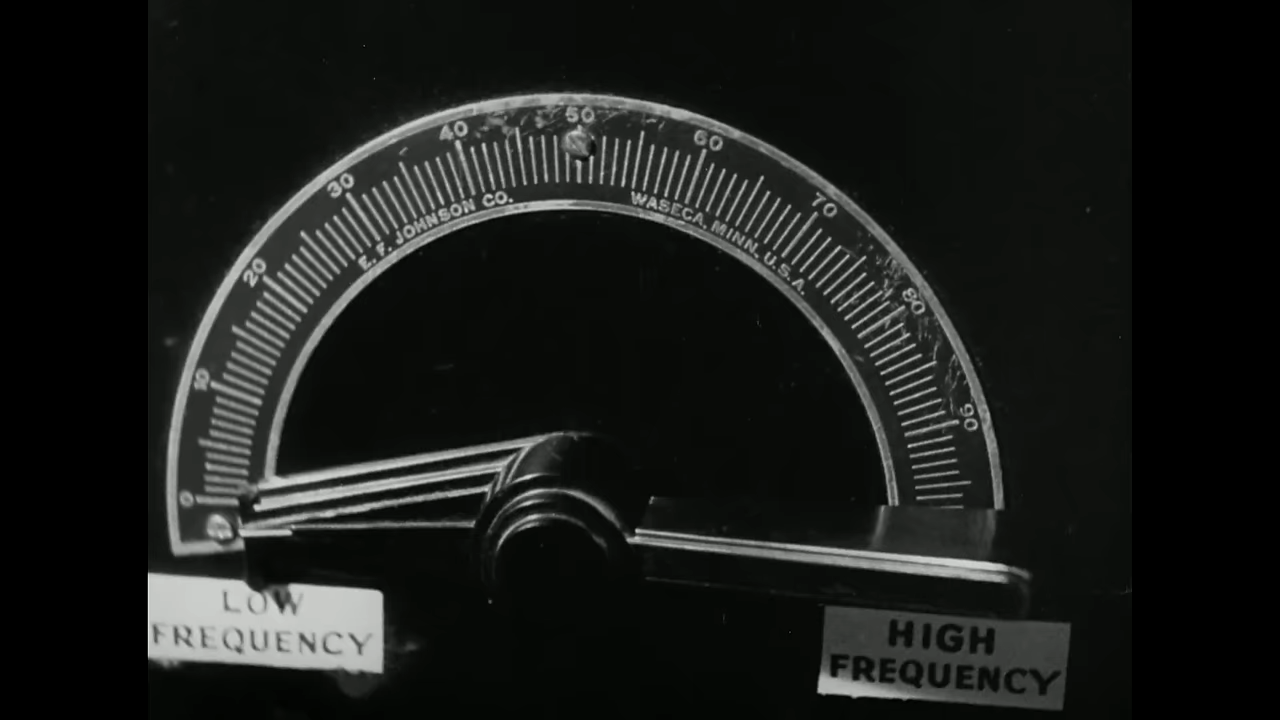 0
10
20
30
40
50
60
70
80
90
E. F. JOHNSON CO.
WASECA, MINN, U.S.A.
LOW
FREQUENCY
HIGH
FREQUENCY